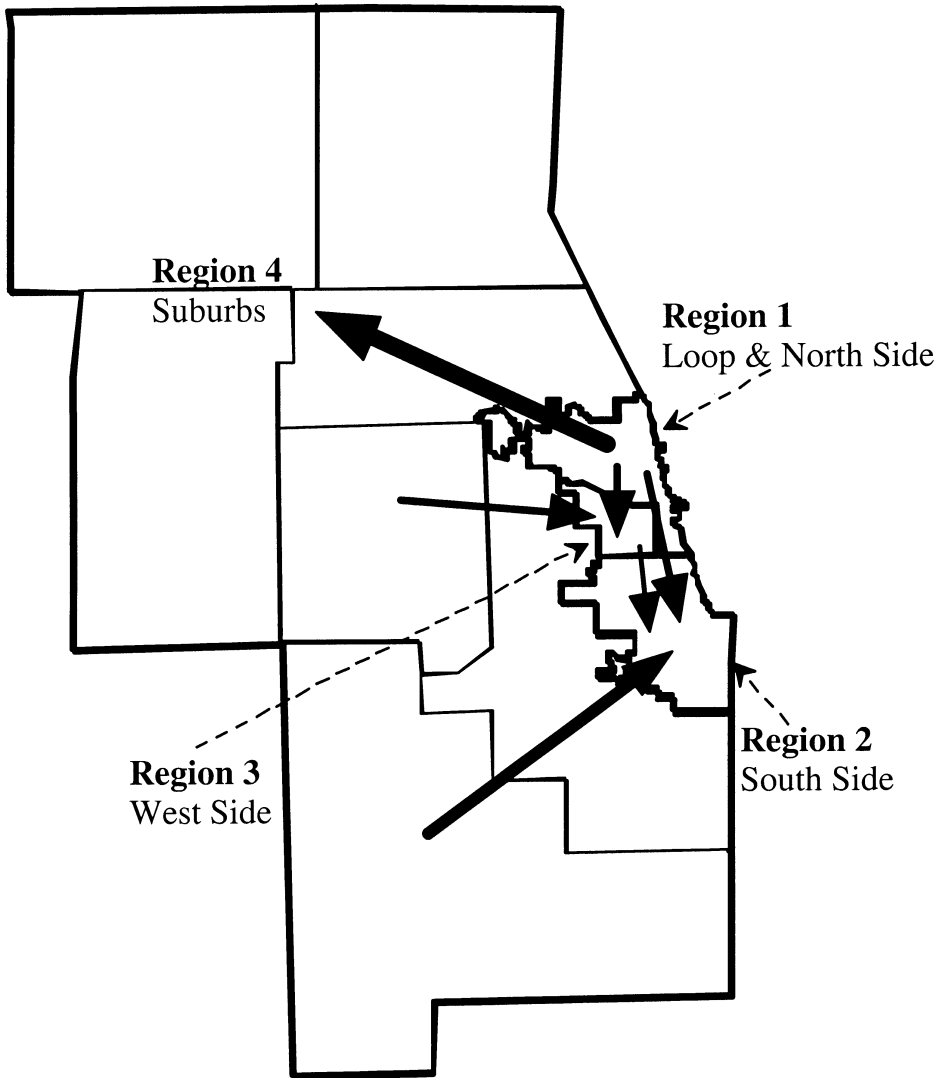 Region 4
Suburbs
Region 1
Loop & North Side
Region 2
South Side
Region 3
West Side